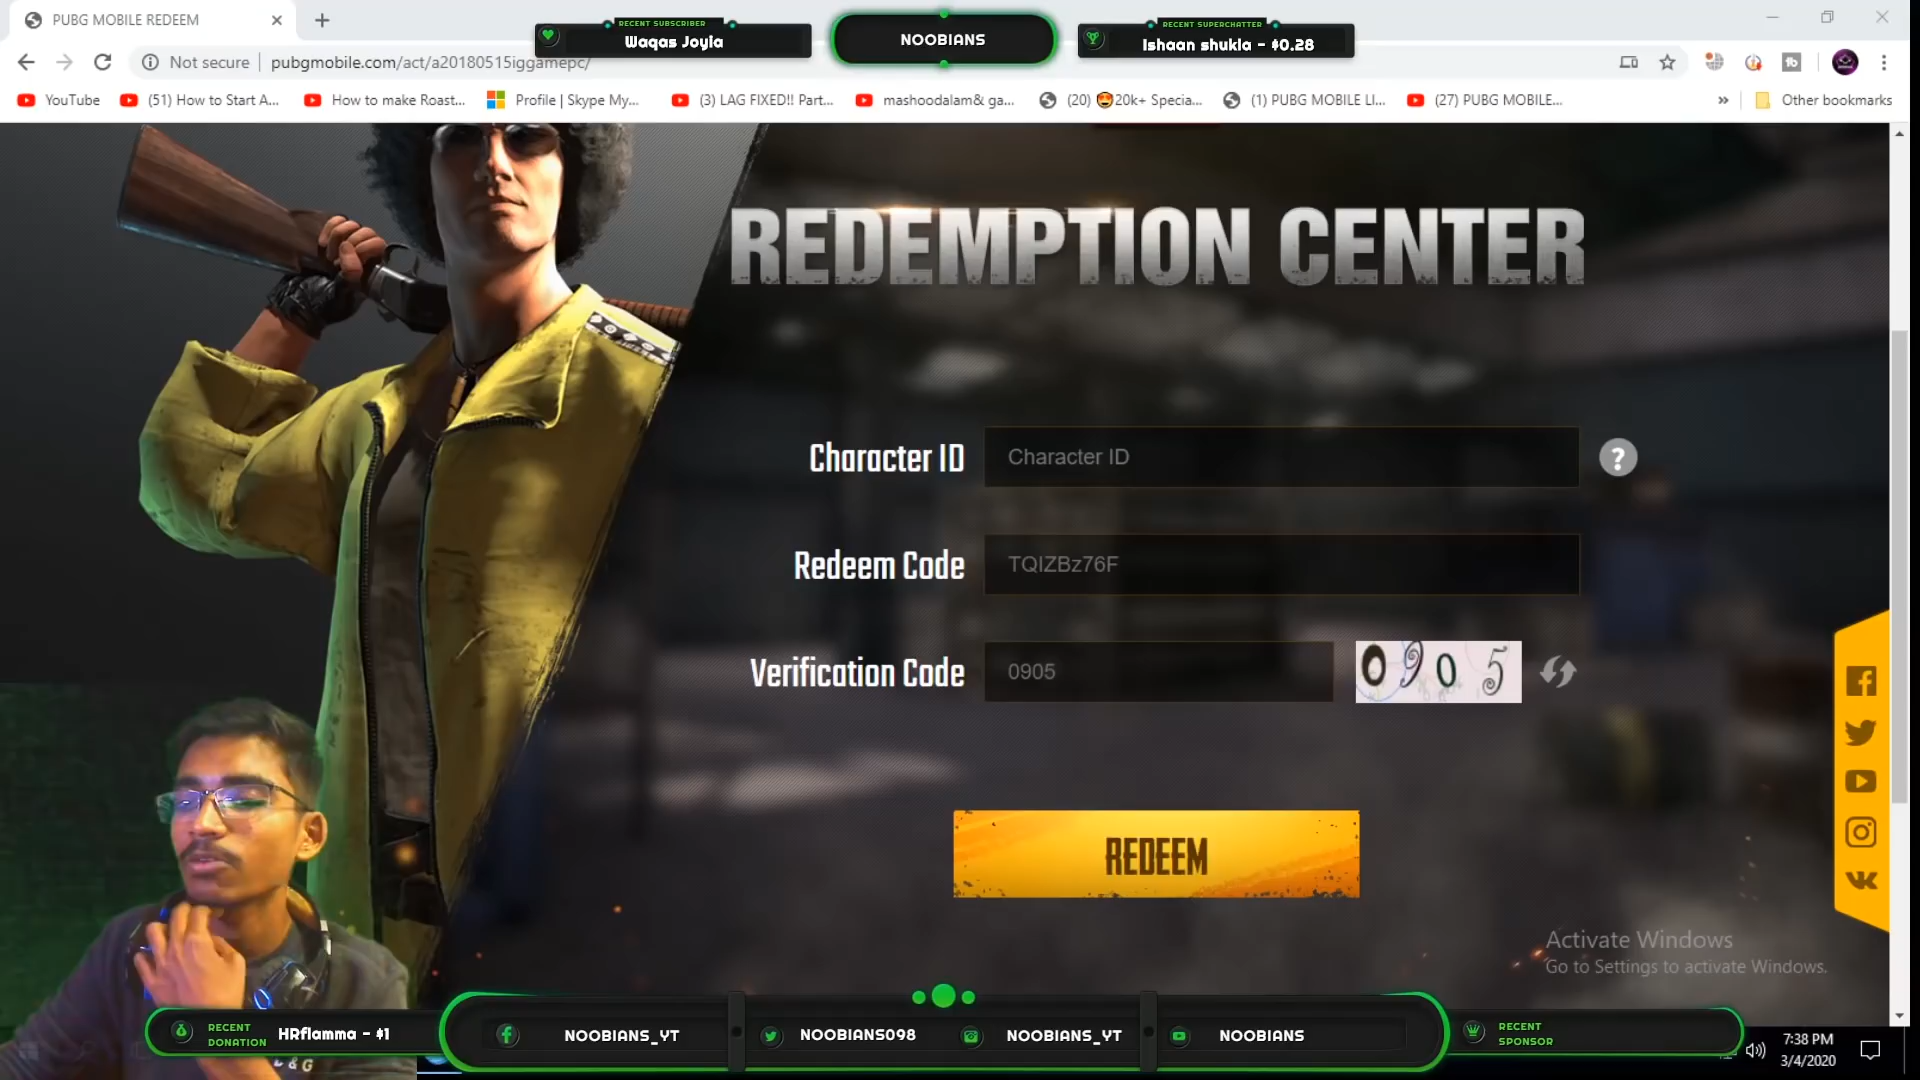 PUBG MOBILE REDEEM
RECENT SUBSCRIBER
Waqas Joyia
NOOBIANS
RECENT SUPERCHATTER
Ishaan shukla - $0.28
Not secure
pubgmobile.com/act/a20180515iggamepc/
YouTube
(51) How to Start A...
How to make Roast...
Profile | Skype My...
(3) LAG FIXED!! Part...
mashoodalam& ga...
(20) 😍20k+ Specia...
(1) PUBG MOBILE LI...
(27) PUBG MOBILE...
»
Other bookmarks
REDEMPTION CENTER
Character ID
Character ID
?
Redeem Code
TQIZBz76F
Verification Code
0905
0905
REDEEM
Activate Windows
Go to Settings to activate Windows.
RECENT DONATION
HRflamma - $1
NOOBIANS_YT
NOOBIANS098
NOOBIANS_YT
NOOBIANS
RECENT SPONSOR
7:38 PM
3/4/2020